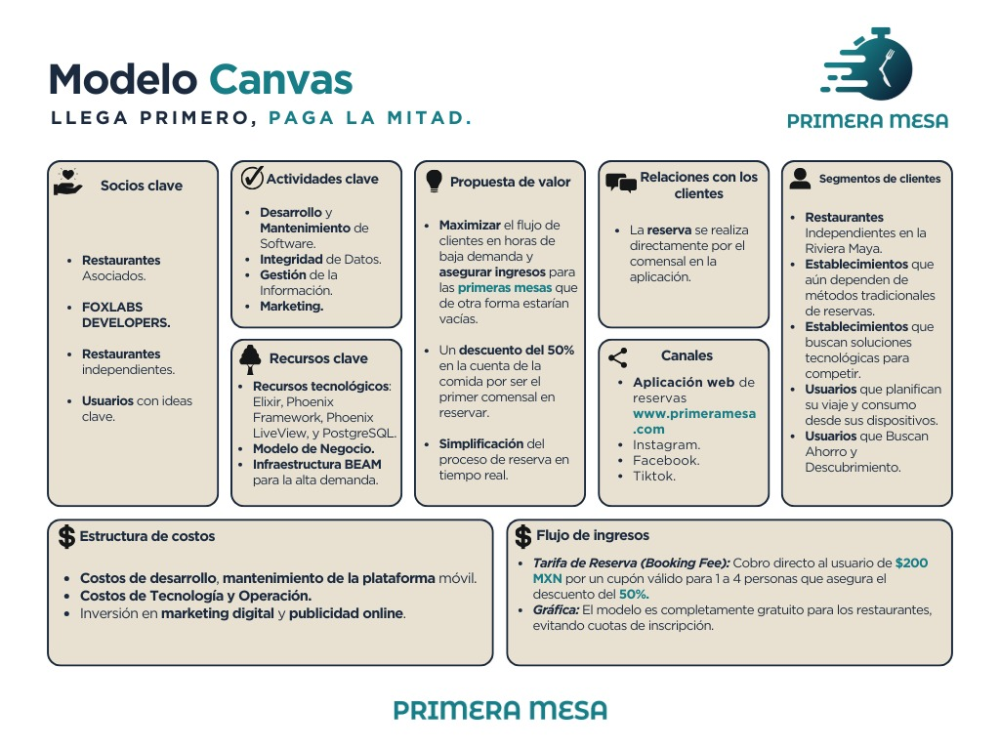 Modelo Canvas
LLEGA PRIMERO, PAGA LA MITAD.
PRIMERA MESA
Socios clave
• Restaurantes
Asociados.
• FOXLABS
DEVELOPERS.
• Restaurantes
independientes.
• Usuarios con ideas
clave.
Actividades clave
• Desarrollo y
Mantenimiento de
Software.
• Integridad de Datos.
• Gestión de la
Información.
• Marketing.
Recursos clave
• Recursos tecnológicos:
Elixir, Phoenix
Framework, Phoenix
LiveView, y PostgreSQL.
• Modelo de Negocio.
• Infraestructura BEAM
para la alta demanda.
Propuesta de valor
• Maximizar el flujo de
clientes en horas de
baja demanda y
asegurar ingresos para
las primeras mesas que
de otra forma estarían
vacías.
• Un descuento del 50%
en la cuenta de la
comida por ser el
primer comensal en
reservar.
• Simplificación del
proceso de reserva en
tiempo real.
Relaciones con los
clientes
• La reserva se realiza
directamente por el
comensal en la
aplicación.
Canales
• Aplicación web de
reservas
www.primeramesa
.com
• Instagram.
• Facebook.
• Tiktok.
Segmentos de clientes
• Restaurantes
Independientes en la
Riviera Maya.
• Establecimientos que
aún dependen de
métodos tradicionales
de reservas.
• Establecimientos que
buscan soluciones
tecnológicas para
competir.
• Usuarios que planifican
su viaje y consumo
desde sus dispositivos.
• Usuarios que Buscan
Ahorro y
Descubrimiento.
$ Estructura de costos
• Costos de desarrollo, mantenimiento de la plataforma móvil.
• Costos de Tecnología y Operación.
• Inversión en marketing digital y publicidad online.
$ Flujo de ingresos
• Tarifa de Reserva (Booking Fee): Cobro directo al usuario de $200
MXN por un cupón válido para 1 a 4 personas que asegura el
descuento del 50%.
• Gráfica: El modelo es completamente gratuito para los restaurantes,
evitando cuotas de inscripción.
PRIMERA MESA